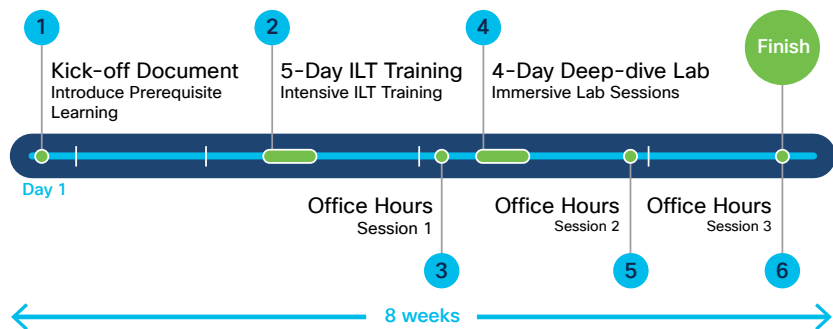 1
2
4
Finish
Kick-off Document
Introduce Prerequisite
Learning
5-Day ILT Training
Intensive ILT Training
4-Day Deep-dive Lab
Immersive Lab Sessions
Day 1
Office Hours
Session 1
Office Hours
Session 2
Office Hours
Session 3
3
5
6
8 weeks